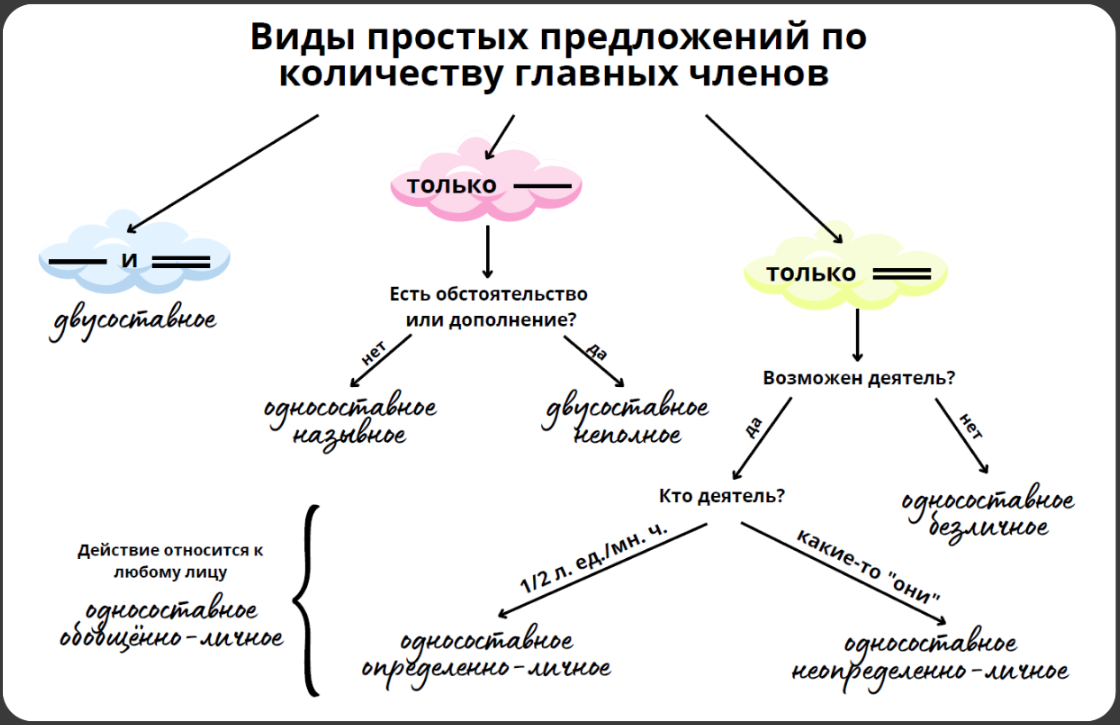 Виды простых предложений по
количеству главных членов
только
и
двусоставное
только
Есть обстоятельство
или дополнение?
нет
да
односоставное
назывное
двусоставное
неполное
Возможен деятель?
да
нет
Кто деятель?
односоставное
безличное
1/2 л. ед./мн. ч.
какие-то "они"
Действие относится к
любому лицу
односоставное
обобщённо-личное
односоставное
определенно-личное
односоставное
неопределенно-личное